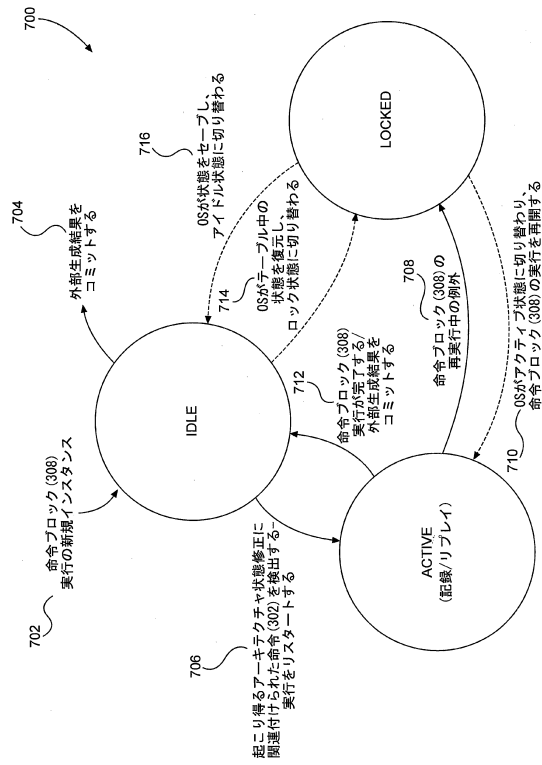 700
702
命令ブロック(308)
実行の新規インスタンス
704
外部生成結果を
コミットする
IDLE
706
起こり得るアーキテクチャ状態修正に
関連付けられた命令(302)を検出する-
実行をリスタートする
712
命令ブロック(308)
実行が完了する/
外部生成結果を
コミットする
714
OSがテーブル中の
状態を復元し、
ロック状態に切り替わる
716
OSが状態をセーブし、
アイドル状態に切り替わる
ACTIVE
(記録/リプレイ)
708
命令ブロック(308)の
再実行中の例外
LOCKED
710
OSがアクティブ状態に切り替わり、
命令ブロック(308)の実行を再開する